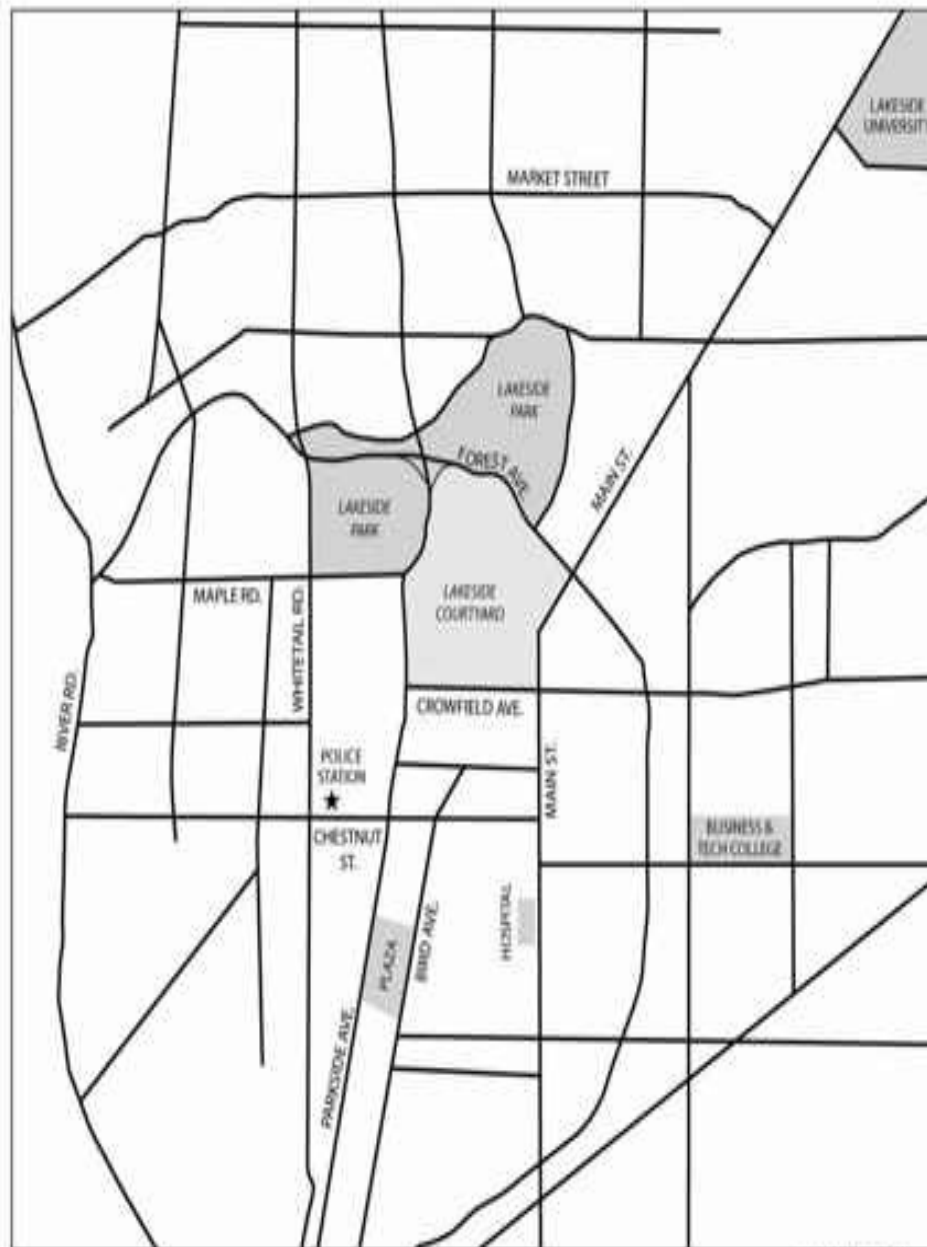 LAKESIDE
UNIVERSITY
MARKET STREET
LAKESIDE
PARK
FOREST AVE.
MAIN ST.
LAKESIDE
PARK
MAPLE RD.
WHITETAIL RD.
LAKESIDE
COURTYARD
RIVER RD.
CROWFIELD AVE.
POLICE
STATION
MAIN ST.
CHESTNUT
ST.
BUSINESS &
TECH COLLEGE
HOSPITAL
BIRD AVE.
PLAZA
PARKSIDE AVE.